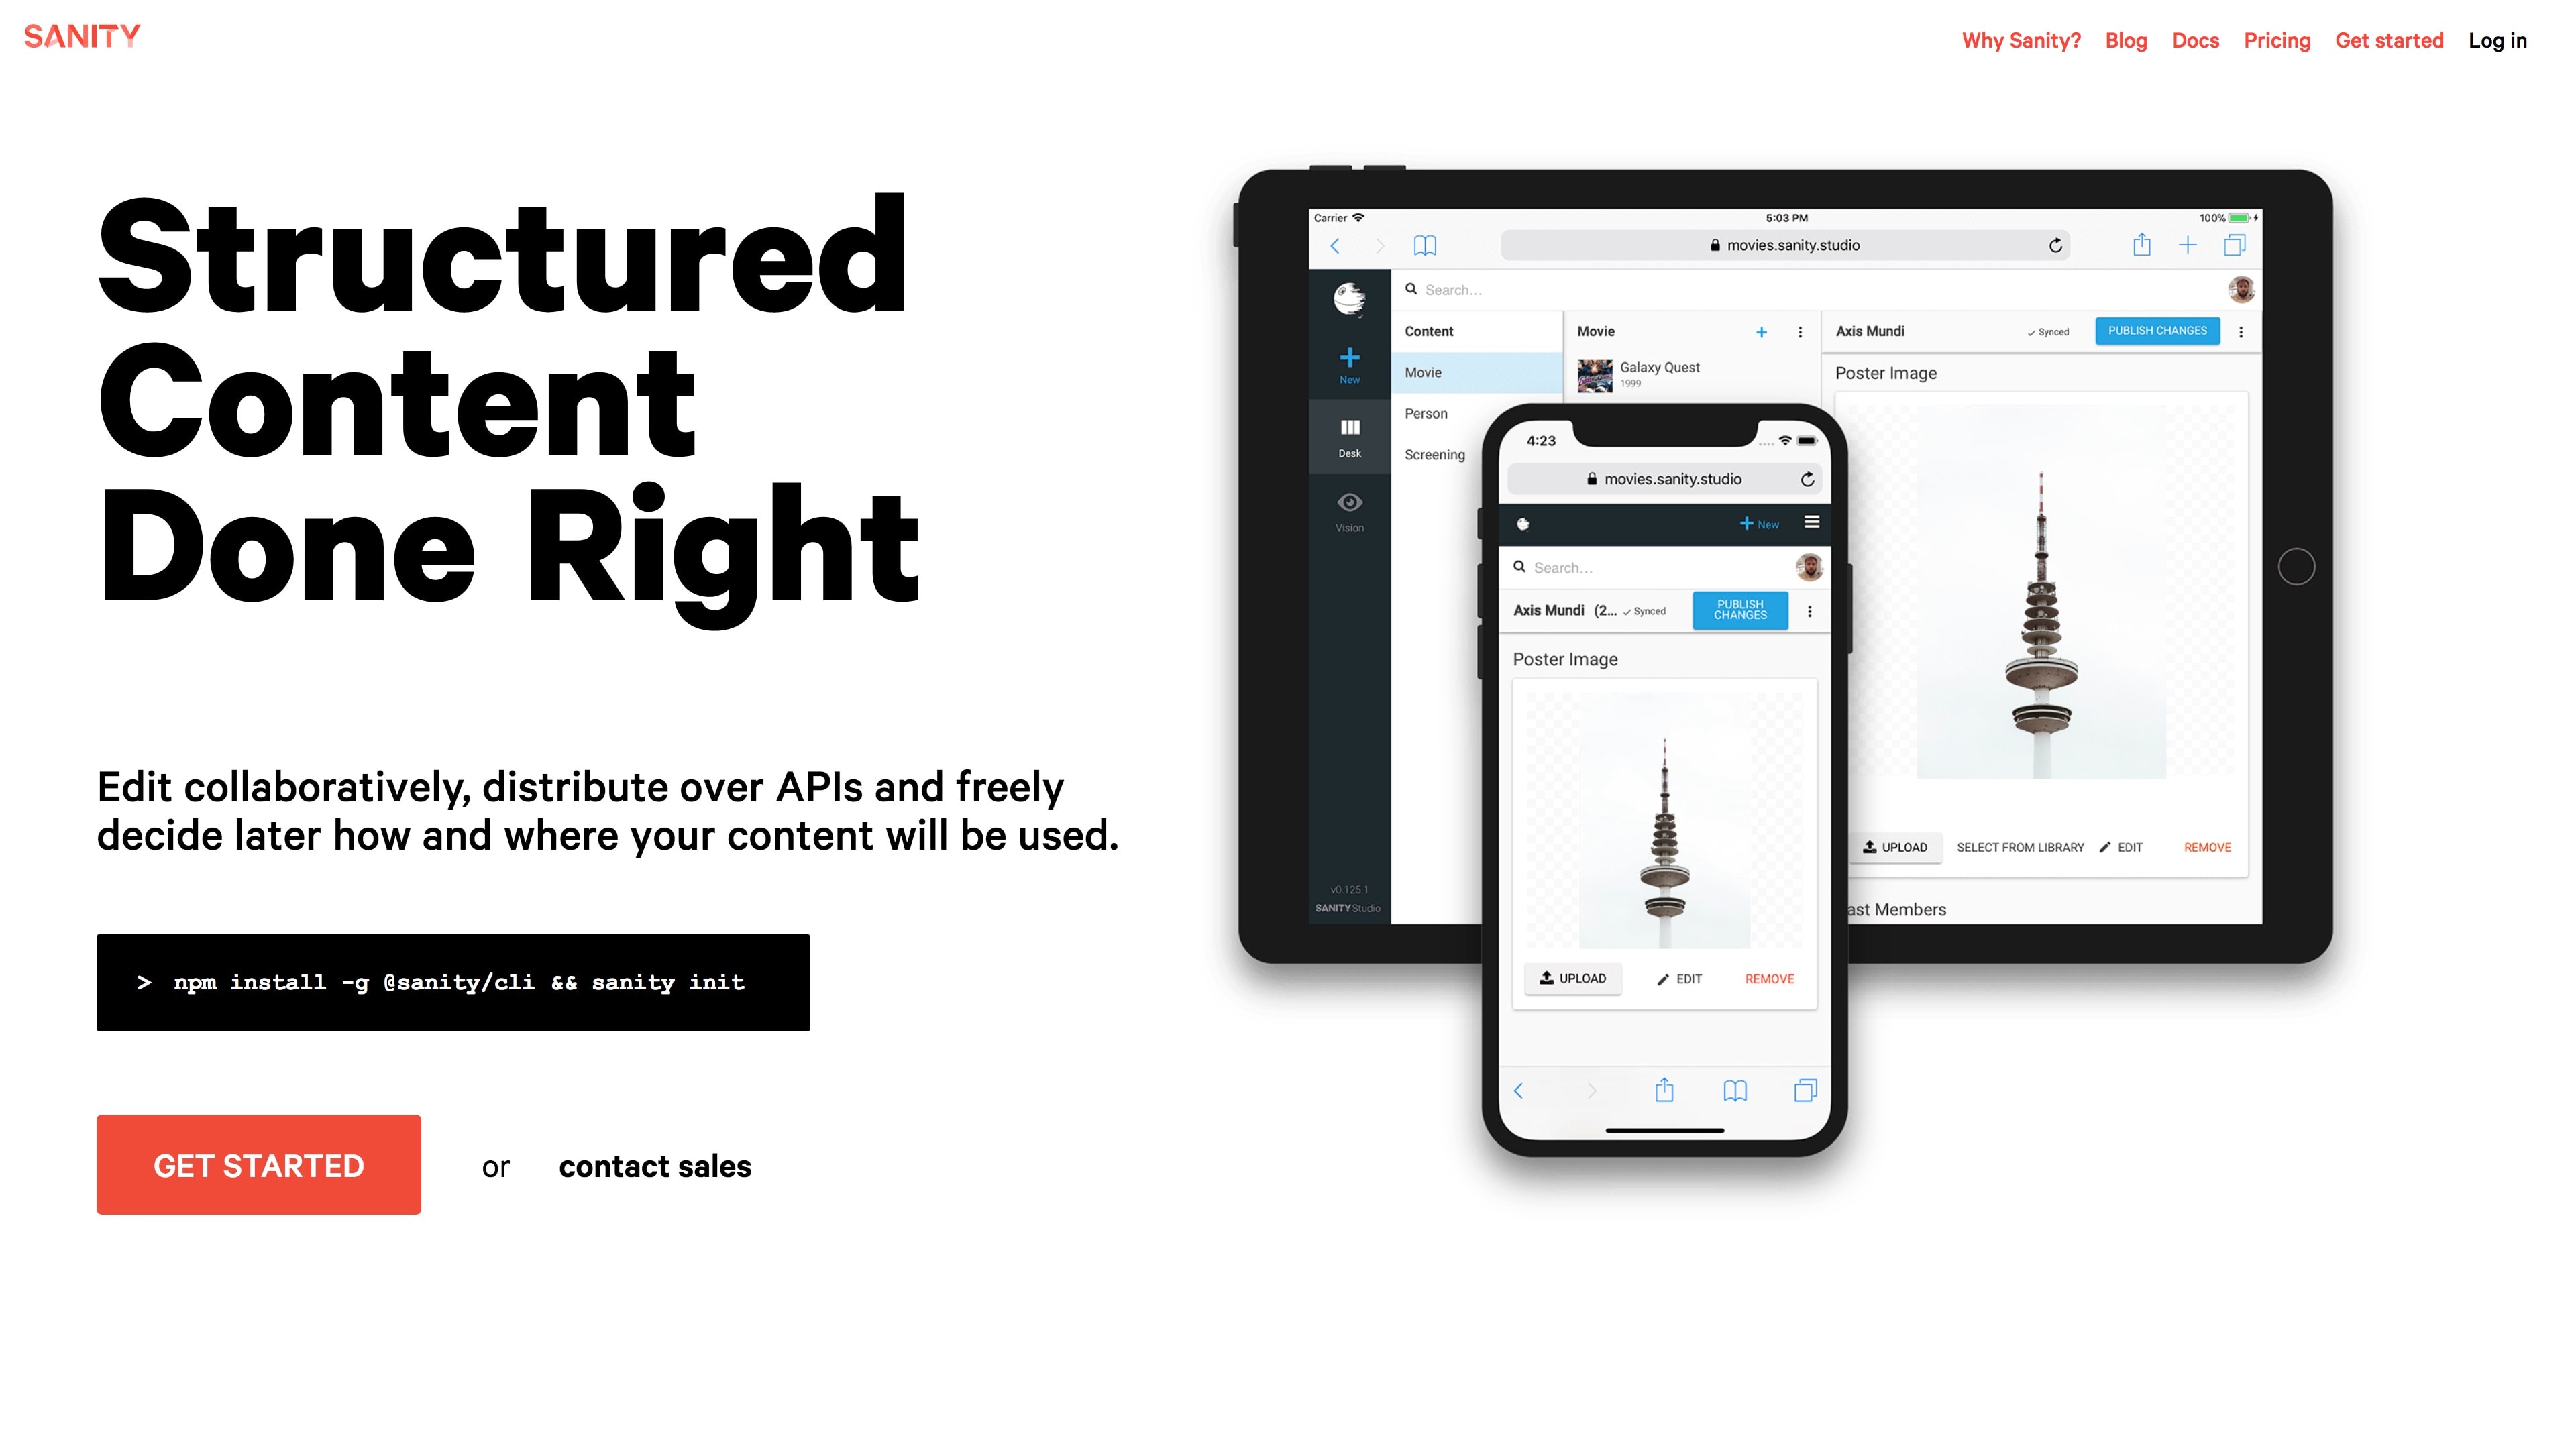 SANITY
Why Sanity? Blog Docs Pricing Get started Log in
Structured
Content
Done Right
Edit collaboratively, distribute over APIs and freely
decide later how and where your content will be used.
> npm install -g @sanity/cli && sanity init
GET STARTED or contact sales
Carrier 5:03 PM 100%
movies.sanity.studio
Search...
New
Desk
Vision
v0.125.1
SANITY Studio
Content
Movie
Person
Screening
Movie
Galaxy Quest
1999
Axis Mundi Synced PUBLISH CHANGES
Poster Image
UPLOAD SELECT FROM LIBRARY EDIT REMOVE
ast Members
4:23
movies.sanity.studio
New
Search...
Axis Mundi (2... Synced PUBLISH
CHANGES
Poster Image
UPLOAD EDIT REMOVE